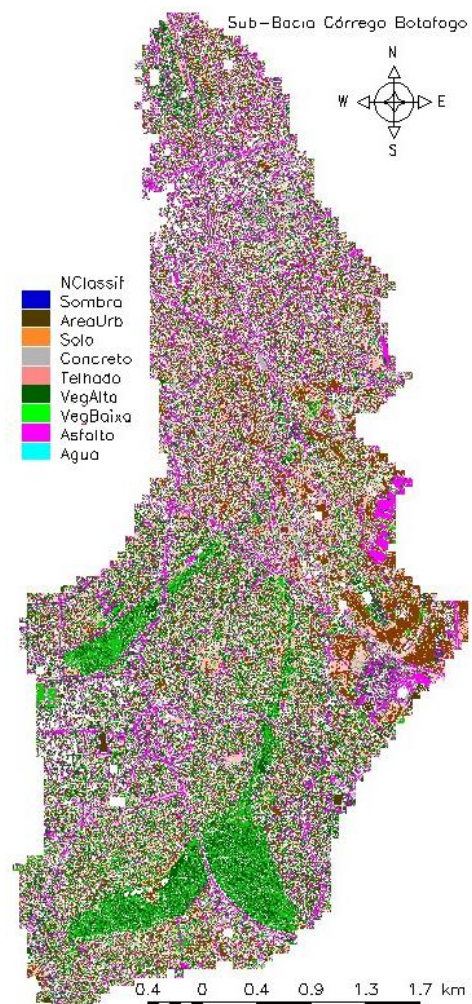 Sub-Bacia Córrego Botafogo
N
W E
S
NClassif
Sombra
AreaUrb
Solo
Concreto
Telhado
VegAlta
VegBaixa
Asfalto
Agua
0.4 0 0.4 0.9 1.3 1.7 km